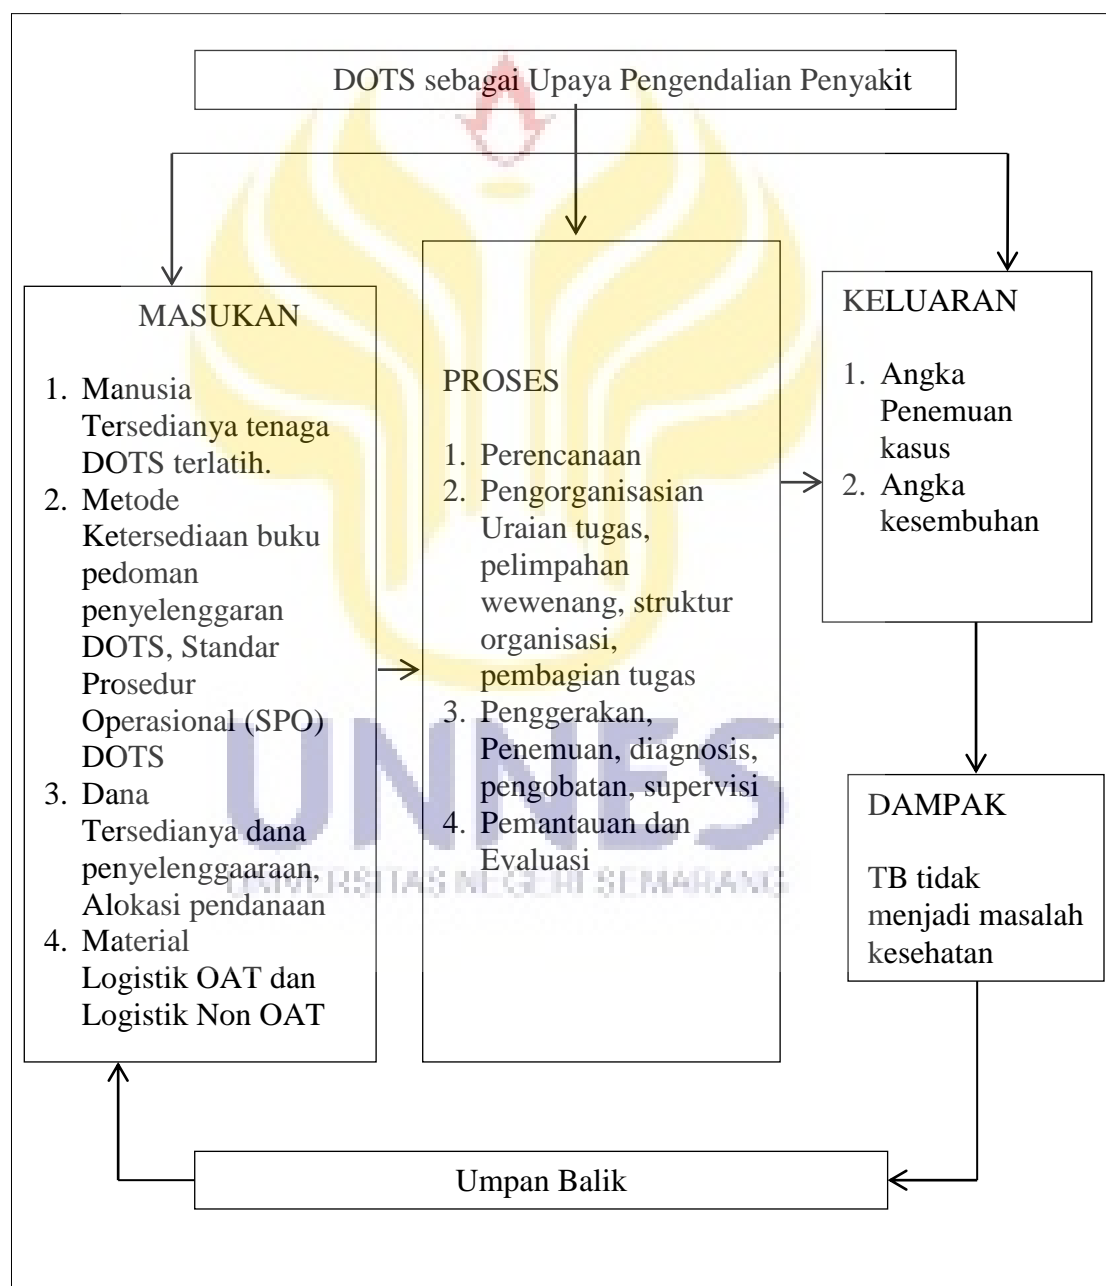 DOTS sebagai Upaya Pengendalian Penyakit
MASUKAN
1. Manusia
Tersedianya tenaga
DOTS terlatih.
2. Metode
Ketersediaan buku
pedoman
penyelenggaran
DOTS, Standar
Prosedur
Operasional (SPO)
DOTS
3. Dana
Tersedianya dana
penyelenggaaraan,
Alokasi pendanaan
4. Material
Logistik OAT dan
Logistik Non OAT
PROSES
1. Perencanaan
2. Pengorganisasian
Uraian tugas,
pelimpahan
wewenang, struktur
organisasi,
pembagian tugas
3. Penggerakan,
Penemuan, diagnosis,
pengobatan, supervisi
4. Pemantauan dan
Evaluasi
KELUARAN
1. Angka
Penemuan
kasus
2. Angka
kesembuhan
DAMPAK
TB tidak
menjadi masalah
kesehatan
Umpan Balik
UNNES
UNIVERSITAS NEGERI SEMARANG